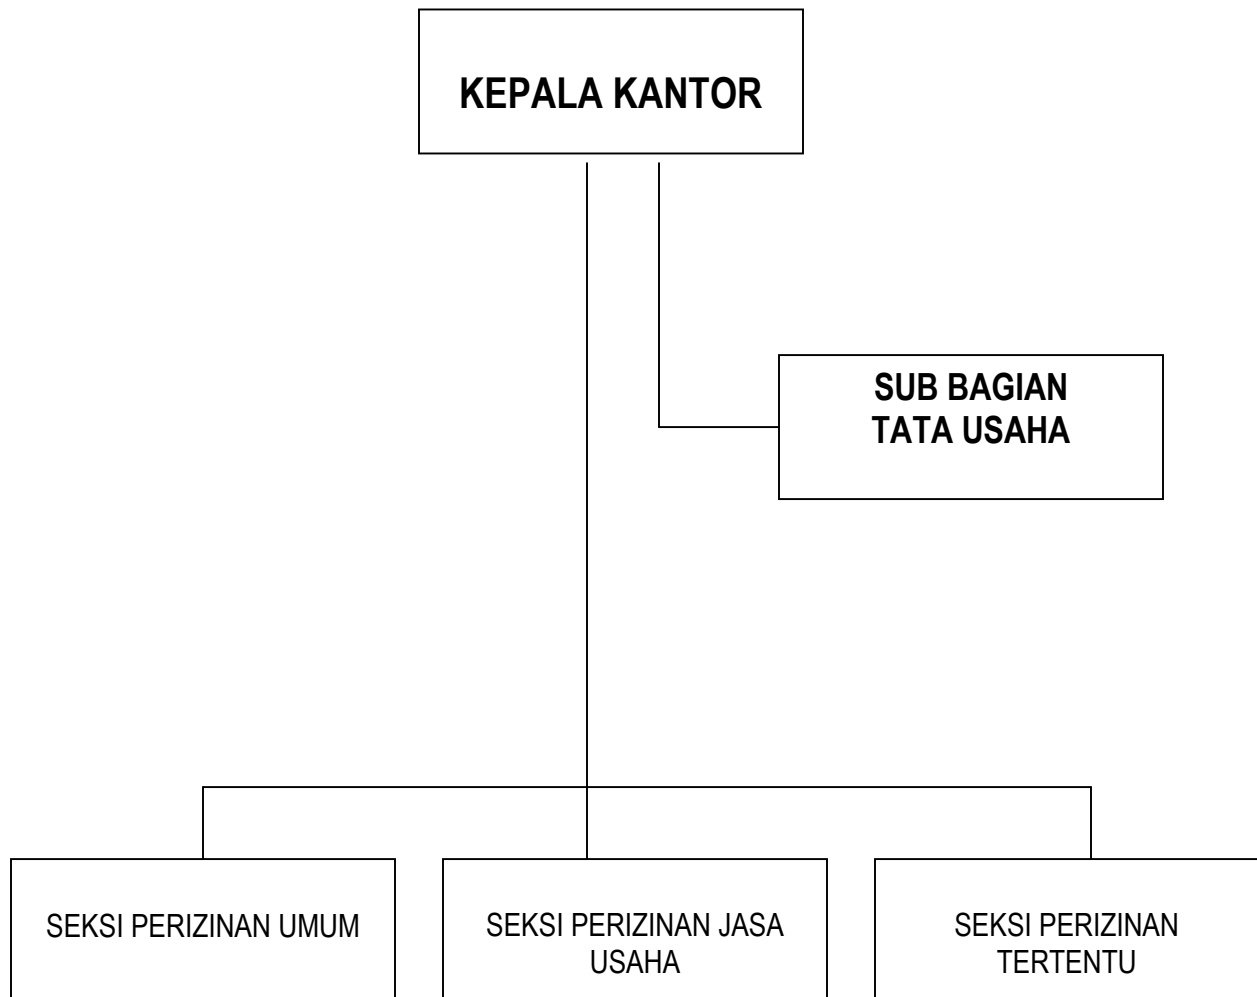 KEPALA KANTOR
SUB BAGIAN
TATA USAHA
SEKSI PERIZINAN UMUM
SEKSI PERIZINAN JASA
USAHA
SEKSI PERIZINAN
TERTENTU